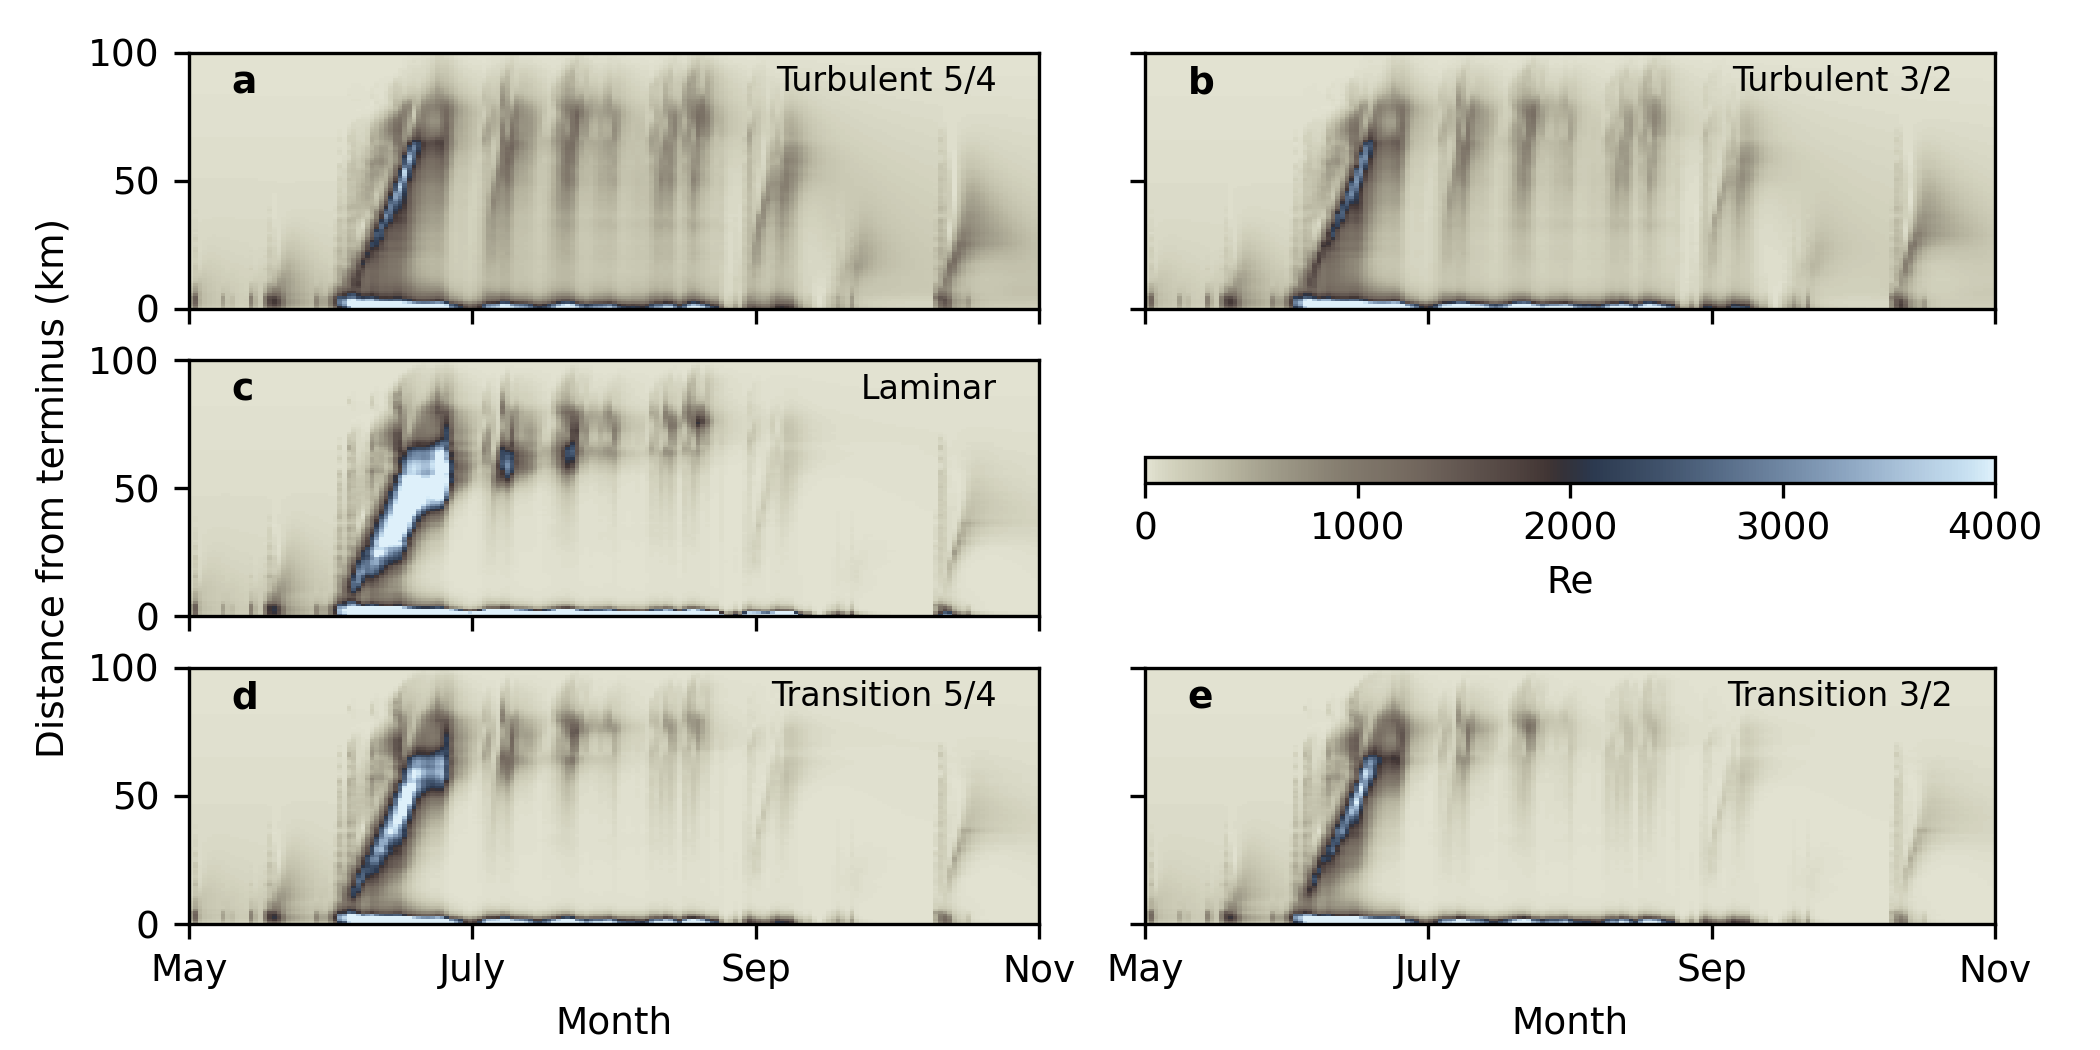 100
50
0
a
Turbulent 5/4
b
Turbulent 3/2
100
50
0
c
Laminar
0 1000 2000 3000 4000
Re
100
50
0
d
Transition 5/4
e
Transition 3/2
Distance from terminus (km)
May July Sep Nov
May July Sep Nov
Month
Month